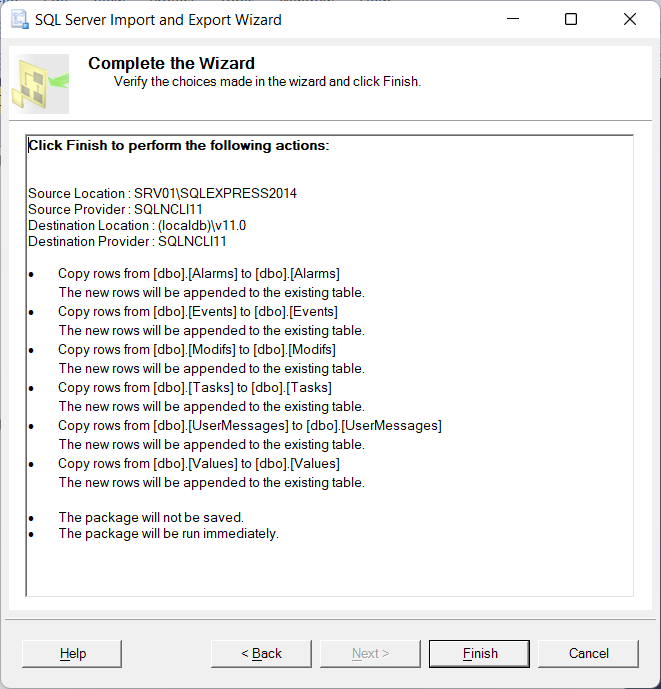 SQL Server Import and Export Wizard
Complete the Wizard
Verify the choices made in the wizard and click Finish.
Click Finish to perform the following actions:
Source Location : SRV01\SQLEXPRESS2014
Source Provider : SQLNCLI11
Destination Location : (localdb)\v11.0
Destination Provider : SQLNCLI11
• Copy rows from [dbo].[Alarms] to [dbo].[Alarms]
The new rows will be appended to the existing table.
• Copy rows from [dbo].[Events] to [dbo].[Events]
The new rows will be appended to the existing table.
• Copy rows from [dbo].[Modifs] to [dbo].[Modifs]
The new rows will be appended to the existing table.
• Copy rows from [dbo].[Tasks] to [dbo].[Tasks]
The new rows will be appended to the existing table.
• Copy rows from [dbo].[UserMessages] to [dbo].[UserMessages]
The new rows will be appended to the existing table.
• Copy rows from [dbo].[Values] to [dbo].[Values]
The new rows will be appended to the existing table.
• The package will not be saved.
• The package will be run immediately.
Help < Back Next > Finish Cancel